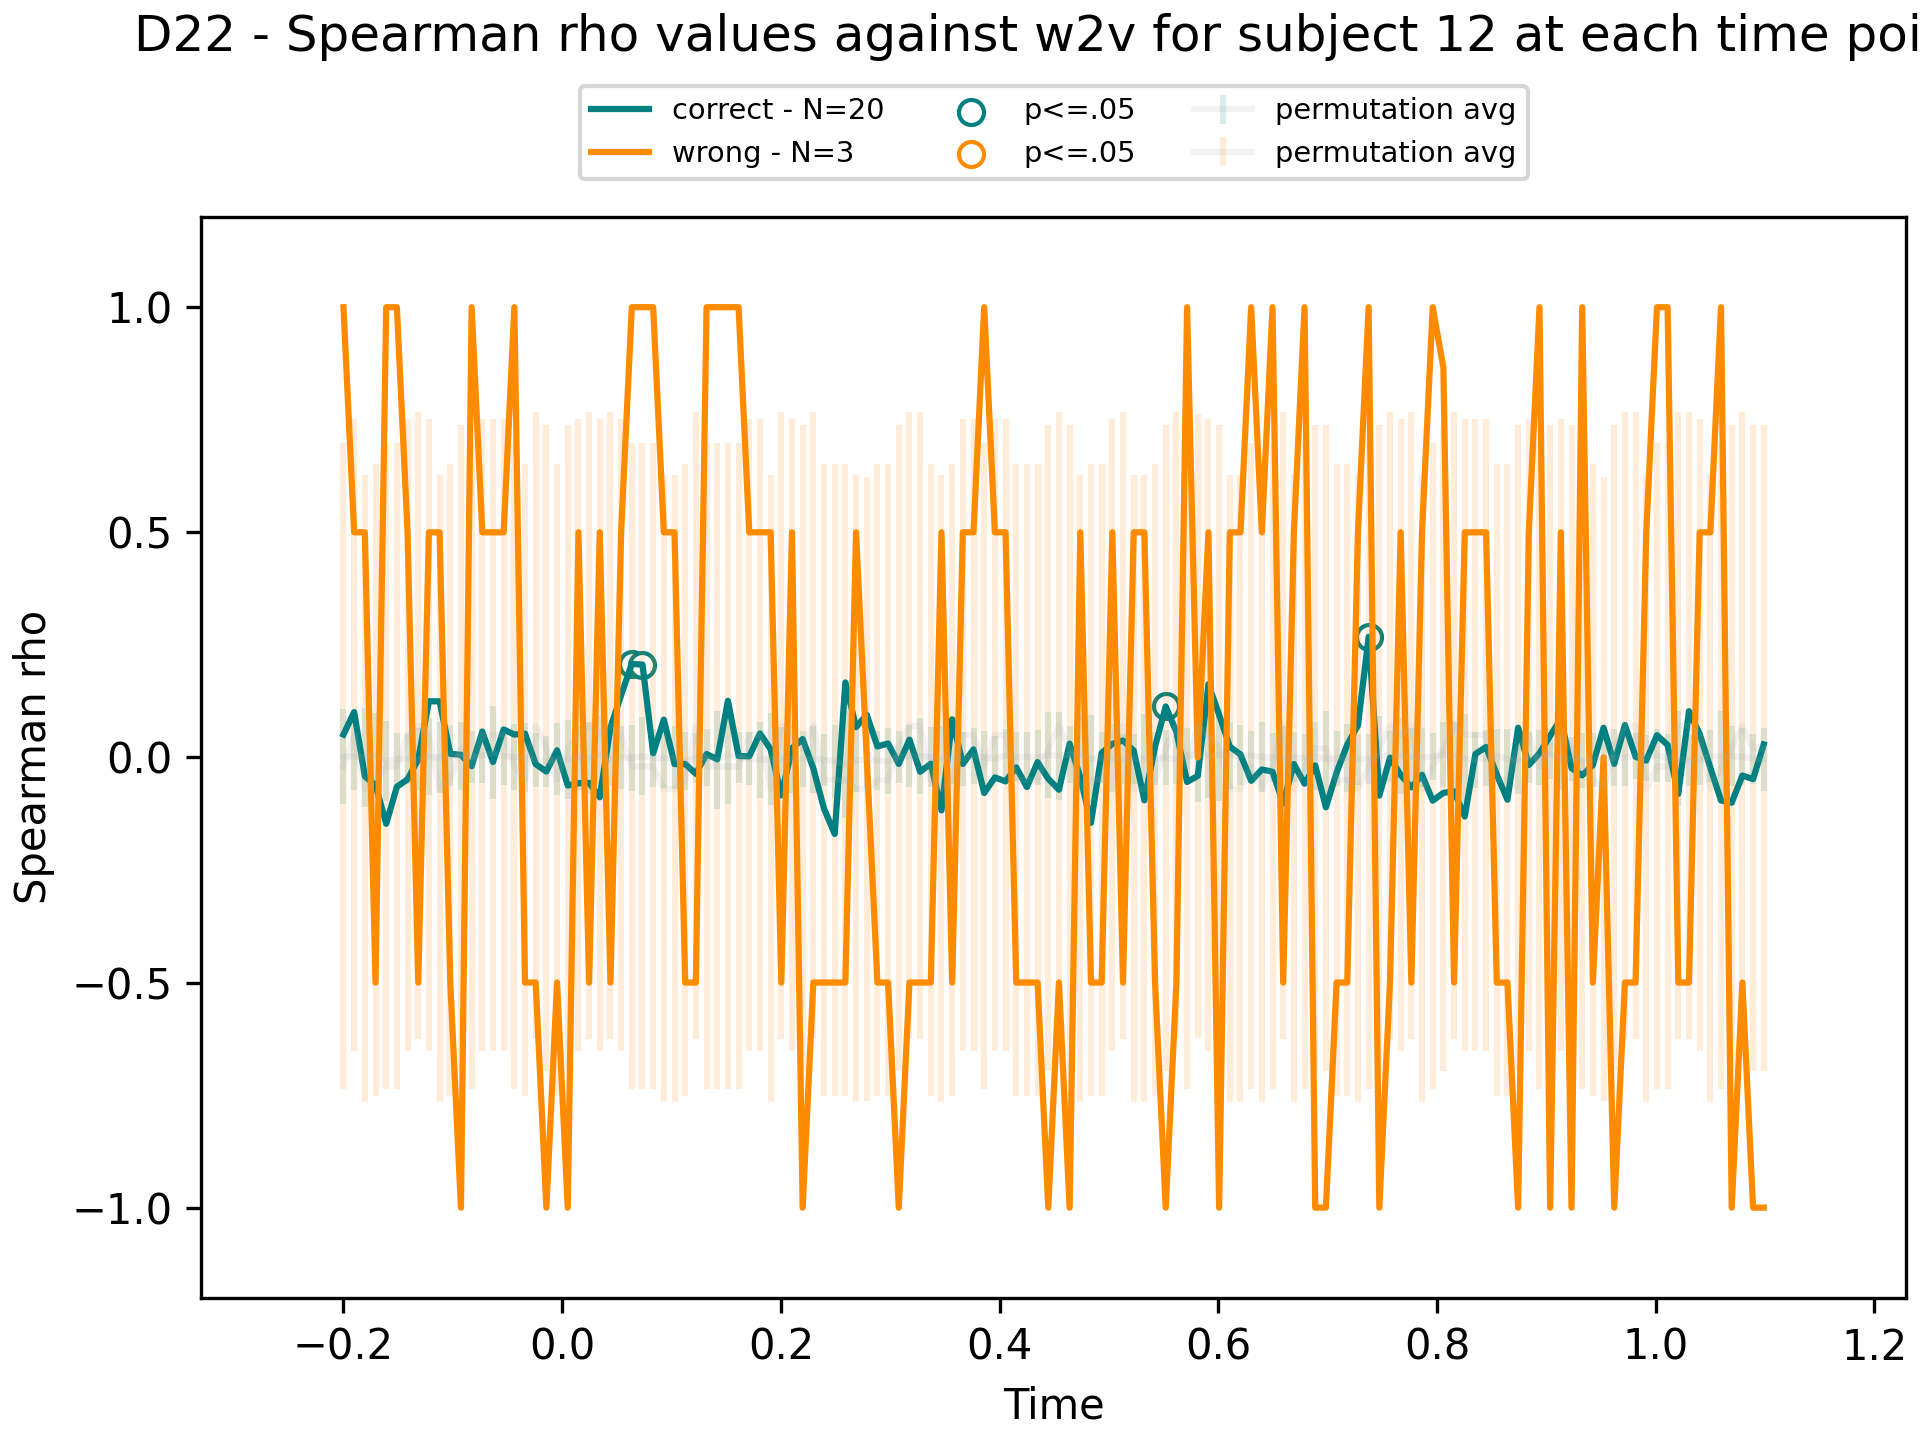 D22 - Spearman rho values against w2v for subject 12 at each time poi
correct - N=20 p<=.05 permutation avg
wrong - N=3 p<=.05 permutation avg
1.0
0.5
0.0
−0.5
−1.0
Spearman rho
−0.2 0.0 0.2 0.4 0.6 0.8 1.0 1.2
Time